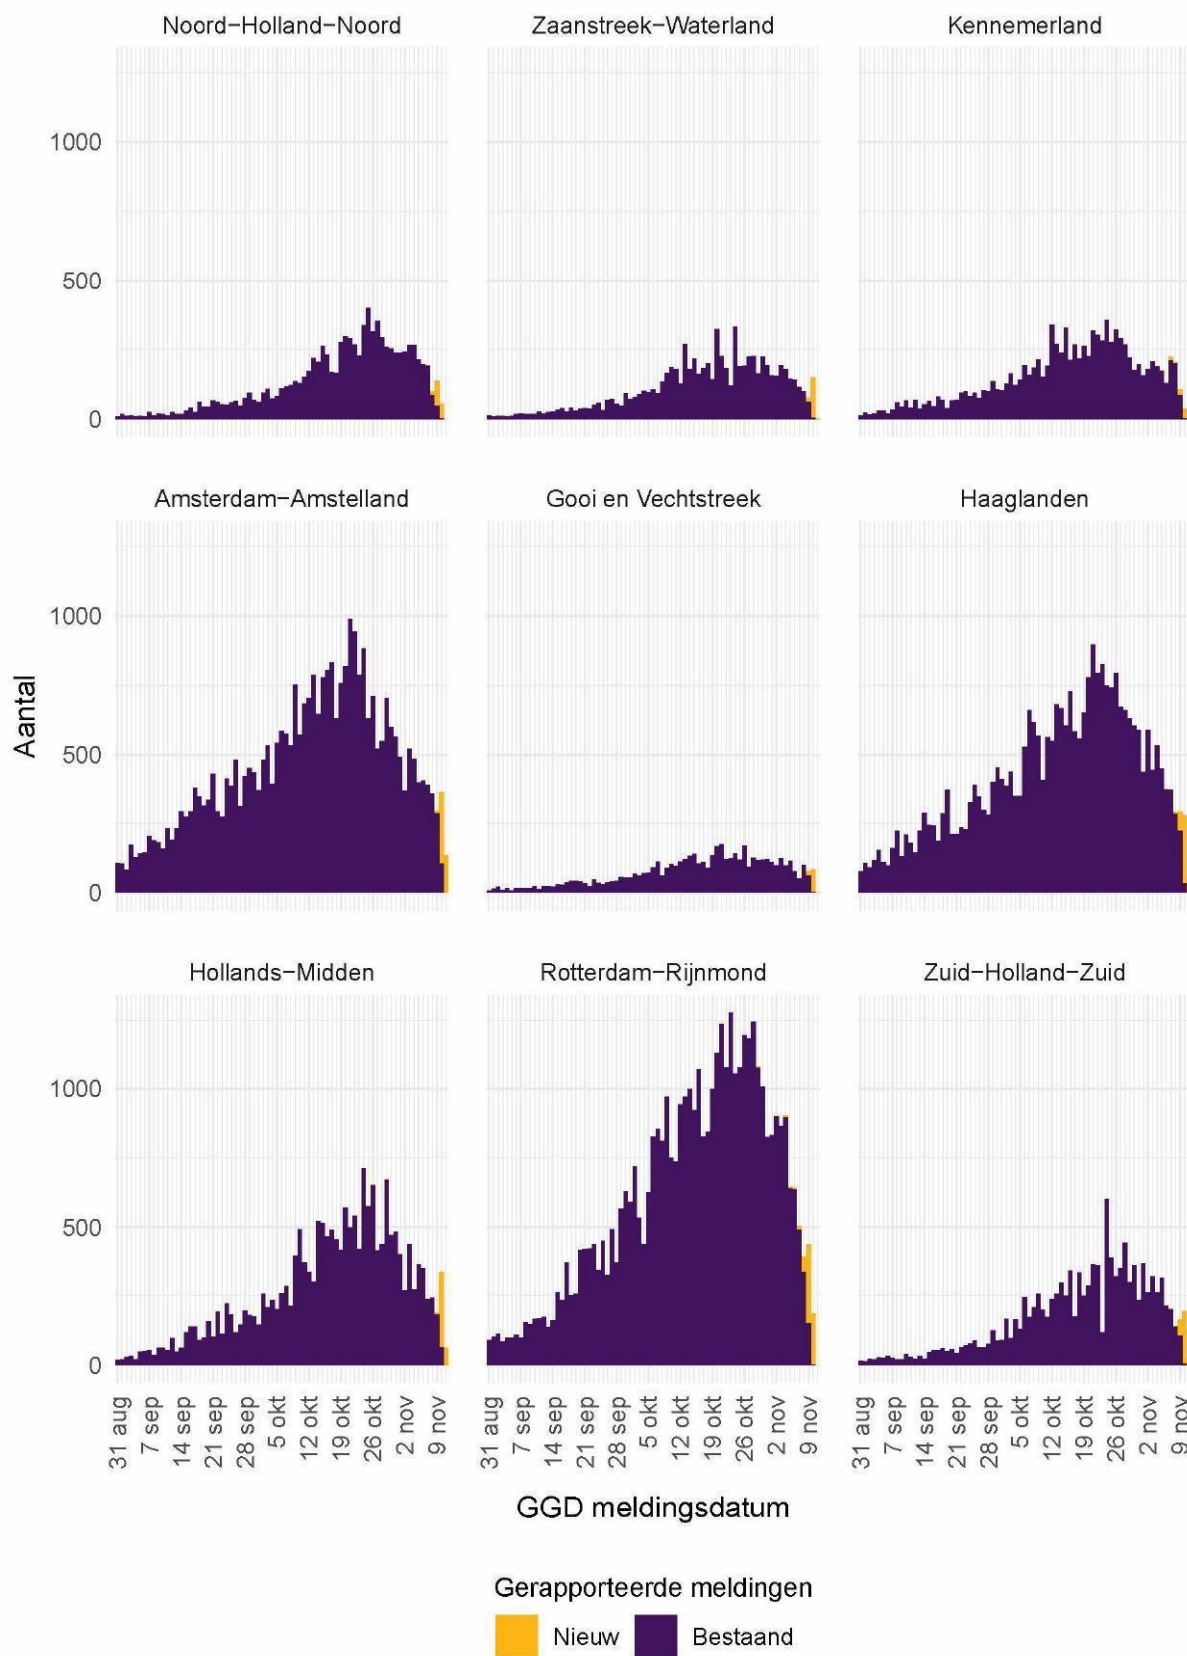 Noord−Holland−Noord
Zaanstreek−Waterland
Kennemerland
1000
500
0
Amsterdam−Amstelland
Gooi en Vechtstreek
Haaglanden
1000
500
0
Aantal
Hollands−Midden
Rotterdam−Rijnmond
Zuid−Holland−Zuid
1000
500
0
31 aug
7 sep
14 sep
21 sep
28 sep
5 okt
12 okt
19 okt
26 okt
2 nov
9 nov
31 aug
7 sep
14 sep
21 sep
28 sep
5 okt
12 okt
19 okt
26 okt
2 nov
9 nov
31 aug
7 sep
14 sep
21 sep
28 sep
5 okt
12 okt
19 okt
26 okt
2 nov
9 nov
GGD meldingsdatum
Gerapporteerde meldingen
Nieuw
Bestaand